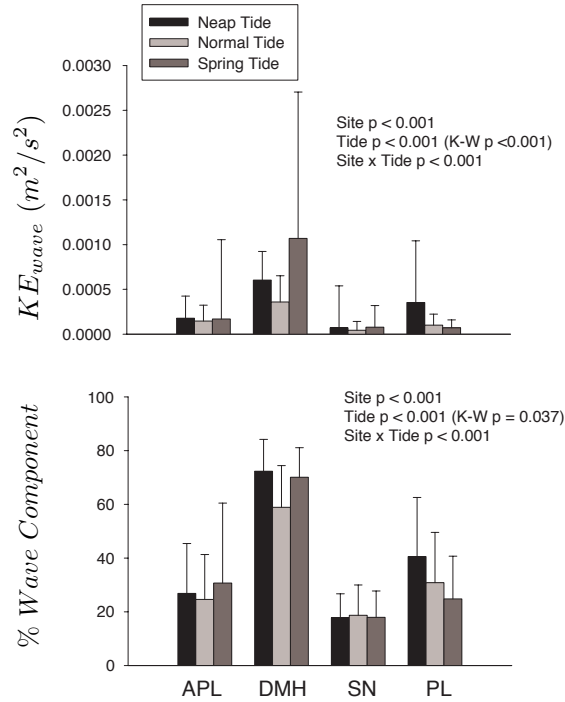 Neap Tide
Normal Tide
Spring Tide
0.0030
0.0025
0.0020
0.0015
0.0010
0.0005
0.0000
KE_wave (m²/s²)
Site p < 0.001
Tide p < 0.001 (K-W p <0.001)
Site x Tide p < 0.001
100
80
60
40
20
0
% Wave Component
Site p < 0.001
Tide p < 0.001 (K-W p = 0.037)
Site x Tide p < 0.001
APL DMH SN PL